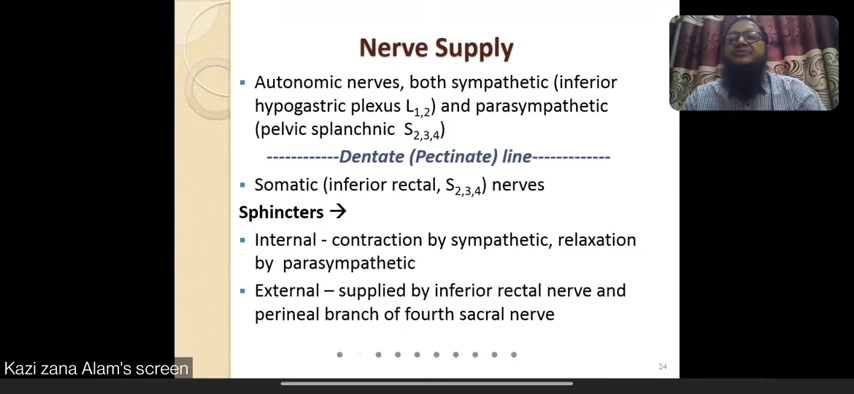 Nerve Supply
▪ Autonomic nerves, both sympathetic (inferior
hypogastric plexus L1,2) and parasympathetic
(pelvic splanchnic S2,3,4)
------------Dentate (Pectinate) line-------------
▪ Somatic (inferior rectal, S2,3,4) nerves
Sphincters →
▪ Internal - contraction by sympathetic, relaxation
by parasympathetic
▪ External – supplied by inferior rectal nerve and
perineal branch of fourth sacral nerve
24
Kazi zana Alam's screen